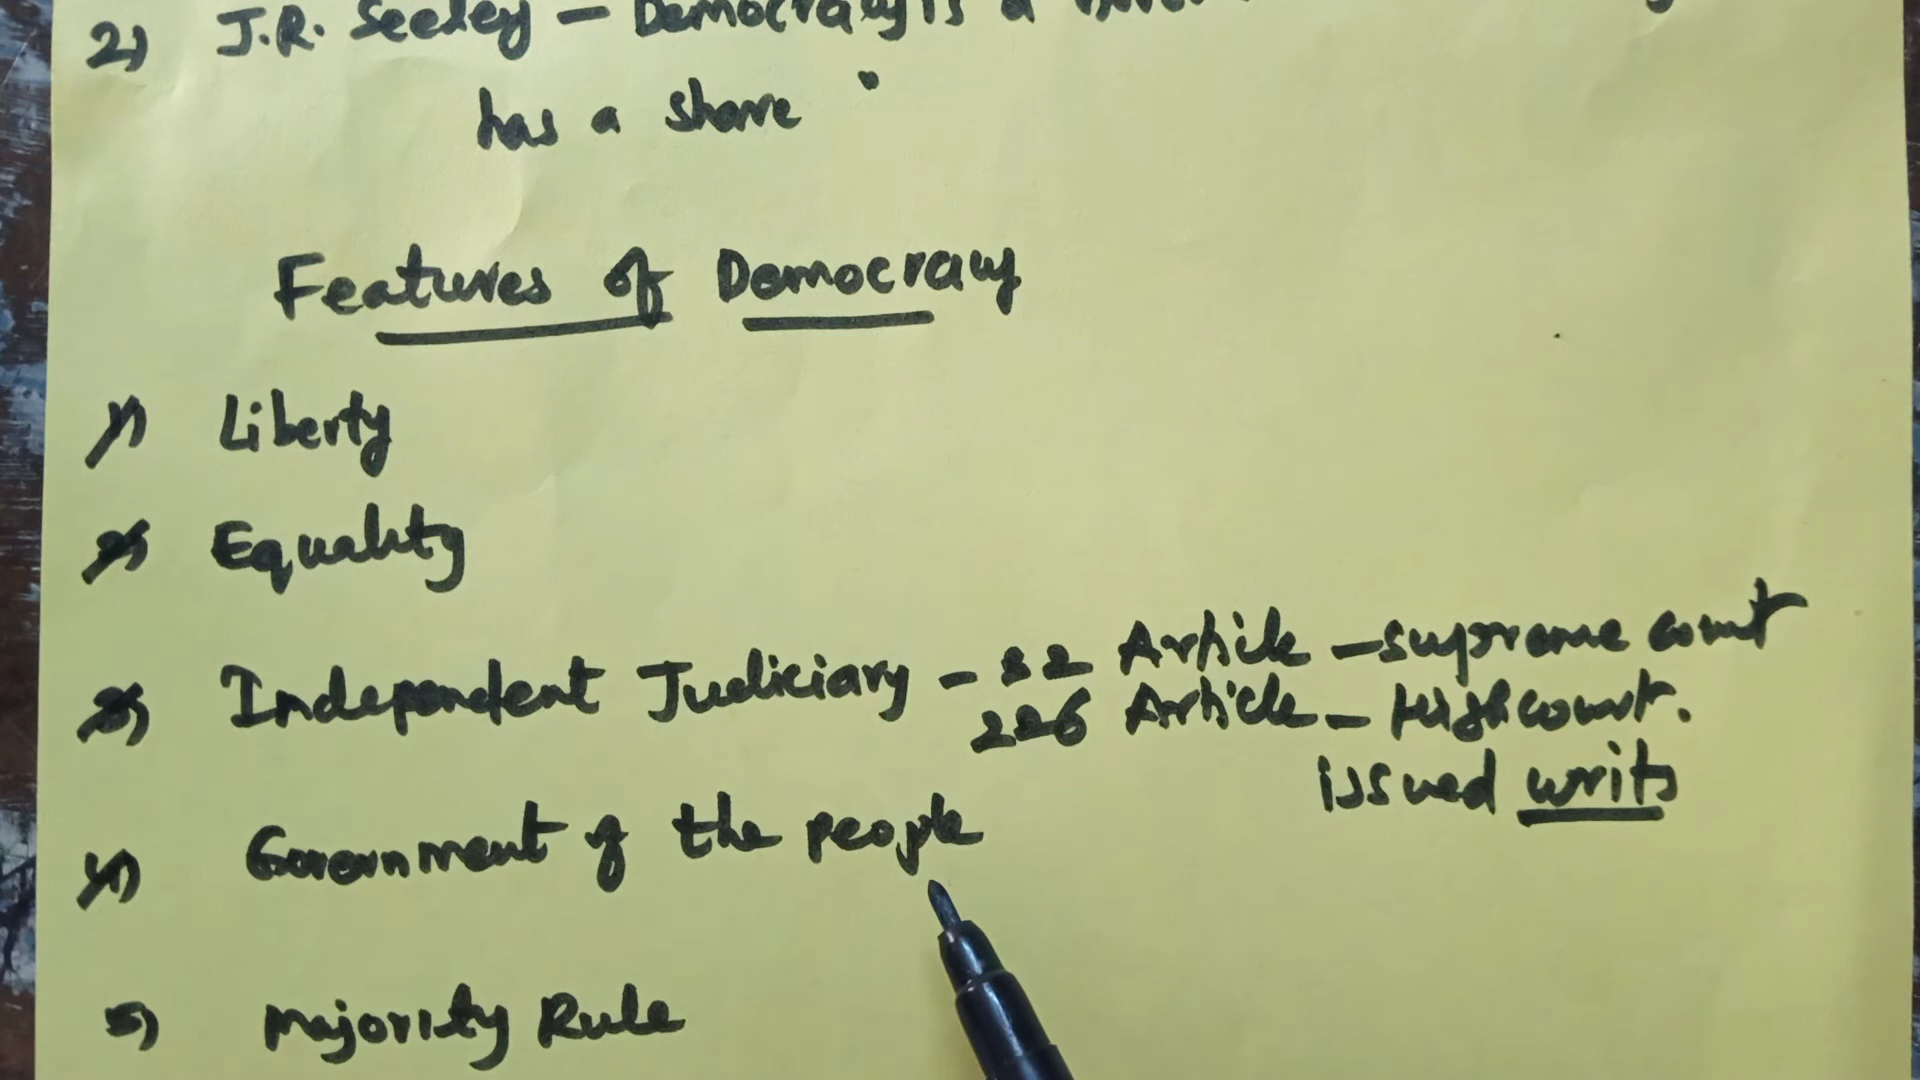 2) J.R. Seeley – Democracy is a
has a share "
Features of Democracy
1) Liberty
2) Equality
3) Independent Judiciary – 32 Article – supreme court
226 Article – High court.
issued writs
4) Government of the people
5) Majority Rule